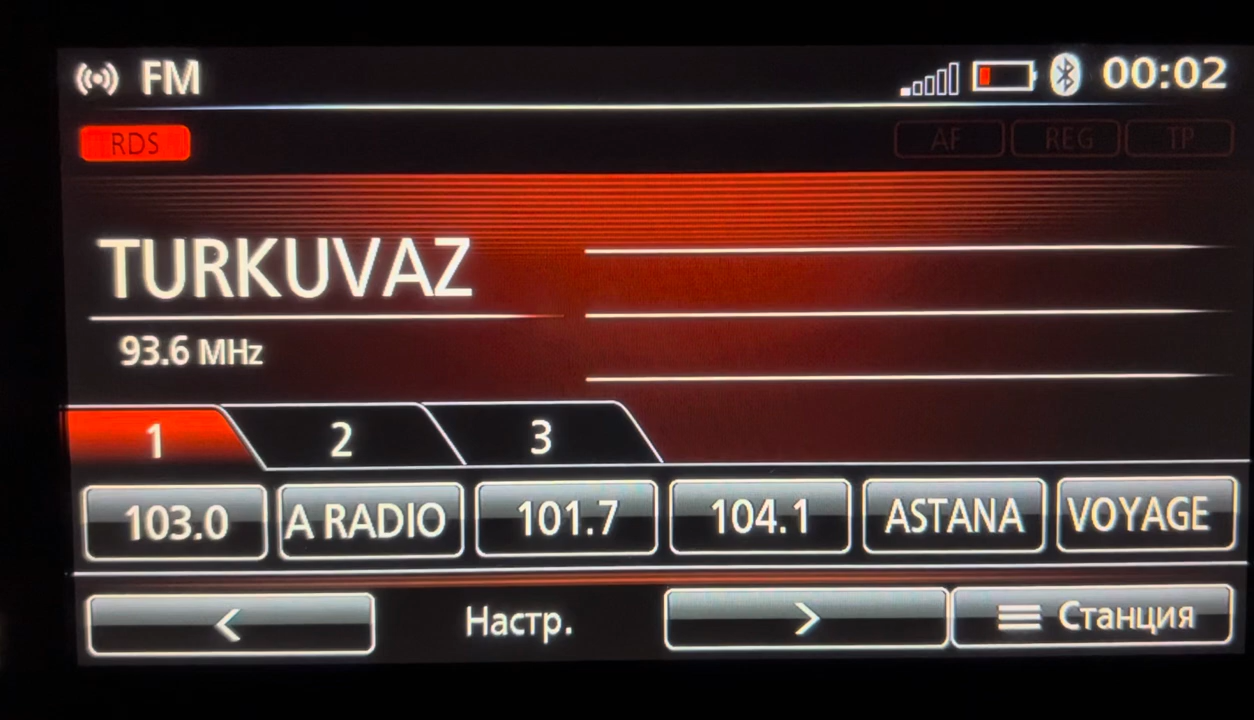 FM 00:02
RDS AF REG TP
TURKUVAZ
93.6 MHz
1 2 3
103.0 A RADIO 101.7 104.1 ASTANA VOYAGE
< Настр. > Станция